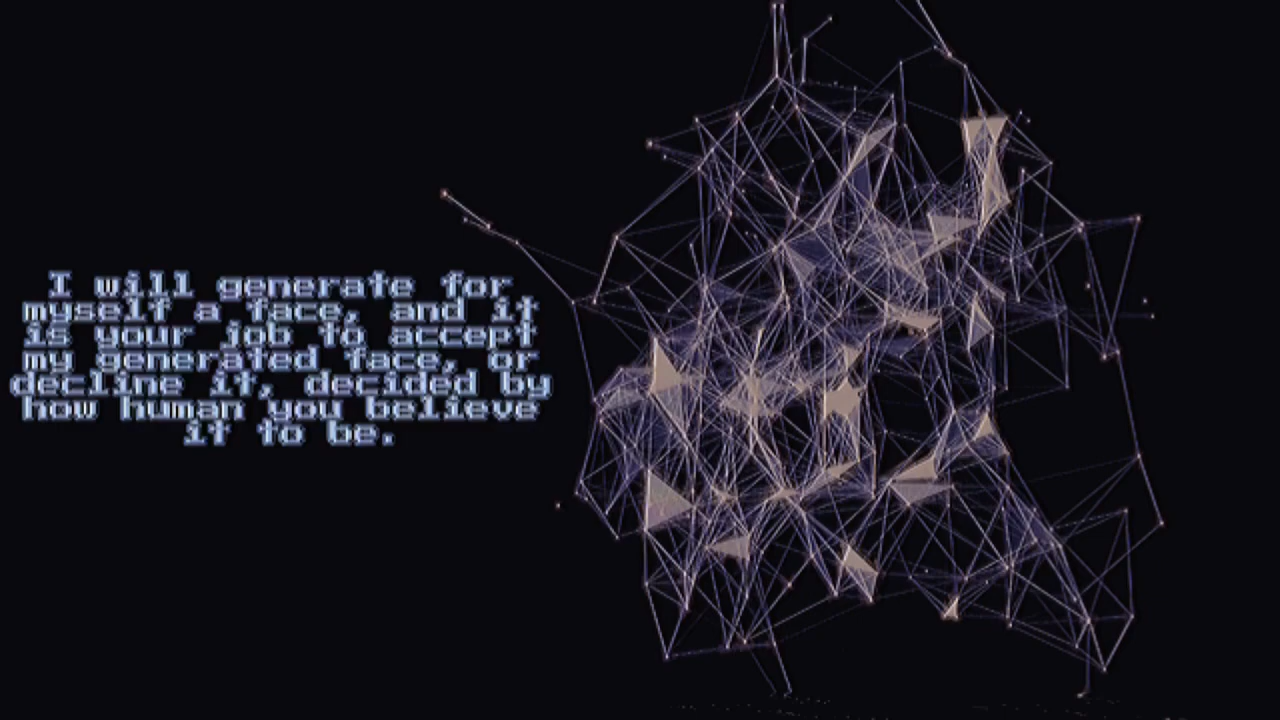 I will generate for
myself a face, and it
is your job to accept
my generated face, or
decline it, decided by
how human you believe
it to be.